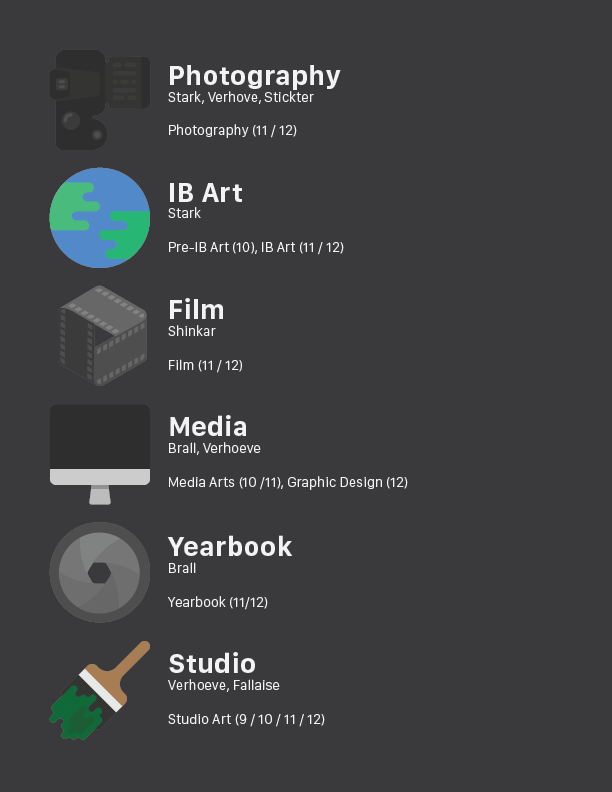 Photography
Stark, Verhove, Stickter
Photography (11 / 12)
IB Art
Stark
Pre-IB Art (10), IB Art (11 / 12)
Film
Shinkar
Film (11 / 12)
Media
Brall, Verhoeve
Media Arts (10 /11), Graphic Design (12)
Yearbook
Brall
Yearbook (11/12)
Studio
Verhoeve, Fallaise
Studio Art (9 / 10 / 11 / 12)